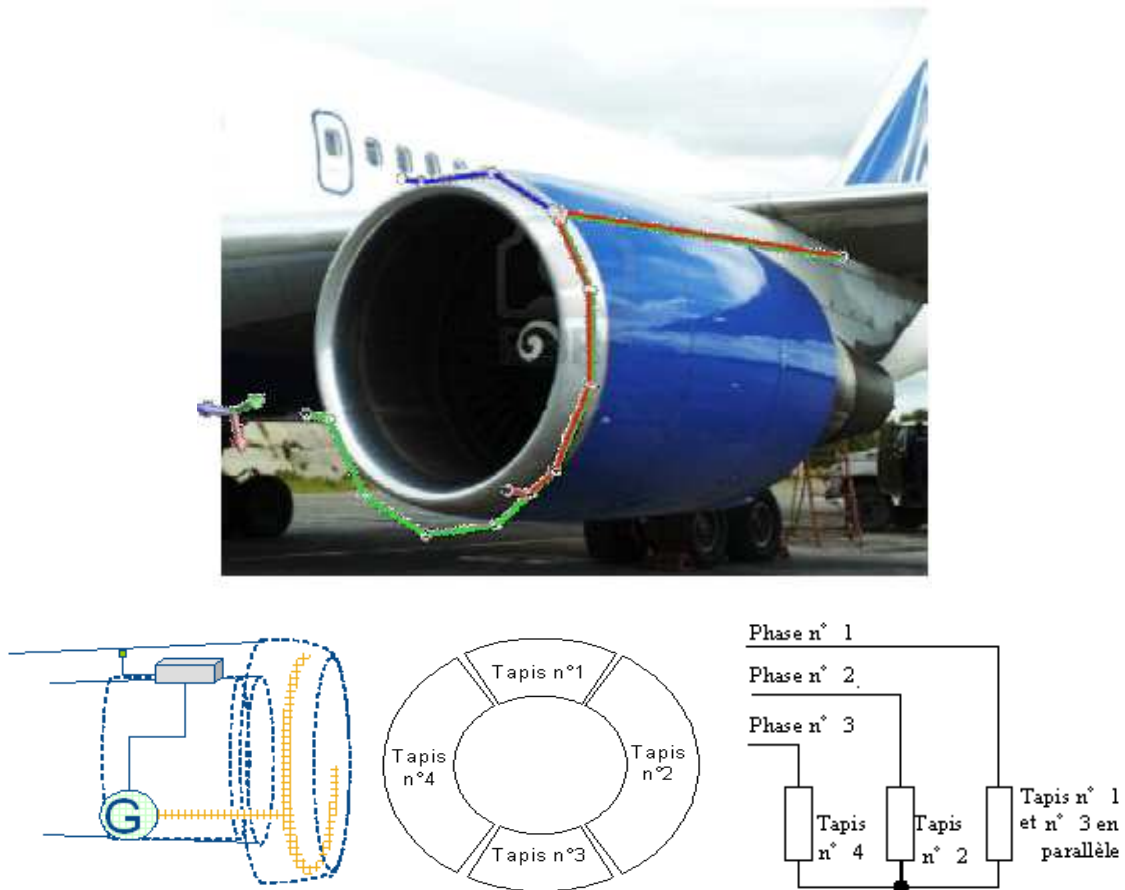 Phase n° 1
Phase n° 2
Phase n° 3
Tapis n°1
Tapis
n°4
Tapis
n°2
Tapis n°3
G
Tapis
n° 4
Tapis
n° 2
Tapis n° 1
et n° 3 en
parallèle